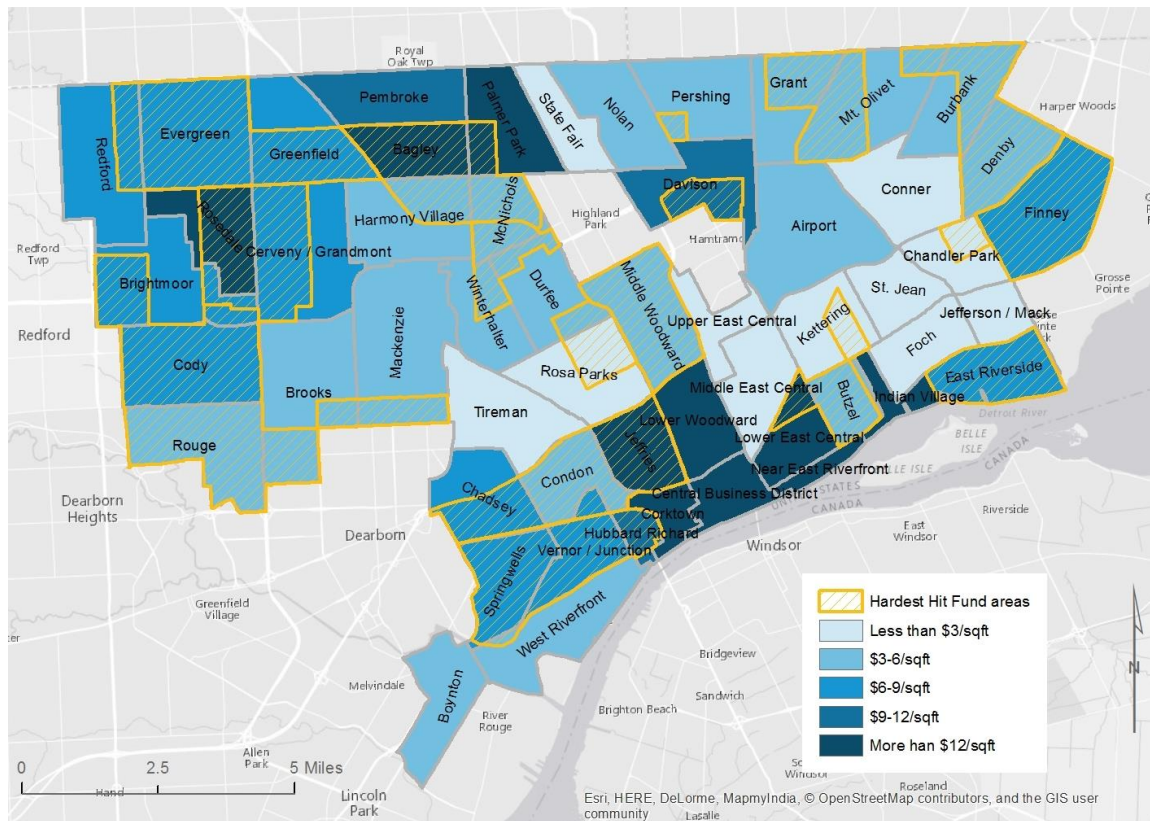 Royal
Oak Twp
Pembroke
Palmer Park
State Fair
Nolan
Pershing
Grant
Mt. Olivet
Burbank
Harper Woods
Redford
Evergreen
Greenfield
Bagley
Denby
Conner
Davison
Rosedale
Harmony Village
McNichols
Highland
Park
Hamtramc
Airport
Finney
Redford
Twp
Cerveny / Grandmont
Chandler Park
Grosse
Pointe
Brightmoor
Winterhalter
Durfee
Middle Woodward
St. Jean
Redford
Mackenzie
Upper East Central
Kettering
Foch
Jefferson / Mack
Cody
Rosa Parks
Brooks
Middle East Central
Butzel
Indian Village
East Riverside
Tireman
Lower Woodward
Detroit River
Rouge
Jeffries
Lower East Central
BELLE
ISLE
CANADA
Condon
Near East Riverfront
ELLE ISLE
Chadsey
Central Business District
UNITED STATES
CANADA
Dearborn
Heights
Corktown
Riverside
Dearborn
Hubbard Richard
Vernor / Junction
East
Windsor
Windsor
Springwells
Greenfield
Village
West Riverfront
Hardest Hit Fund areas
Less than $3/sqft
$3-6/sqft
$6-9/sqft
$9-12/sqft
More han $12/sqft
N
Bridgeview
Melvindale
Boynton
Sandwich
River
Rouge
Brighton Beach
Allen
Park
0 2.5 5 Miles
Lincoln
Park
Roseland
Lasalle
Esri, HERE, DeLorme, MapmyIndia, © OpenStreetMap contributors, and the GIS user
community